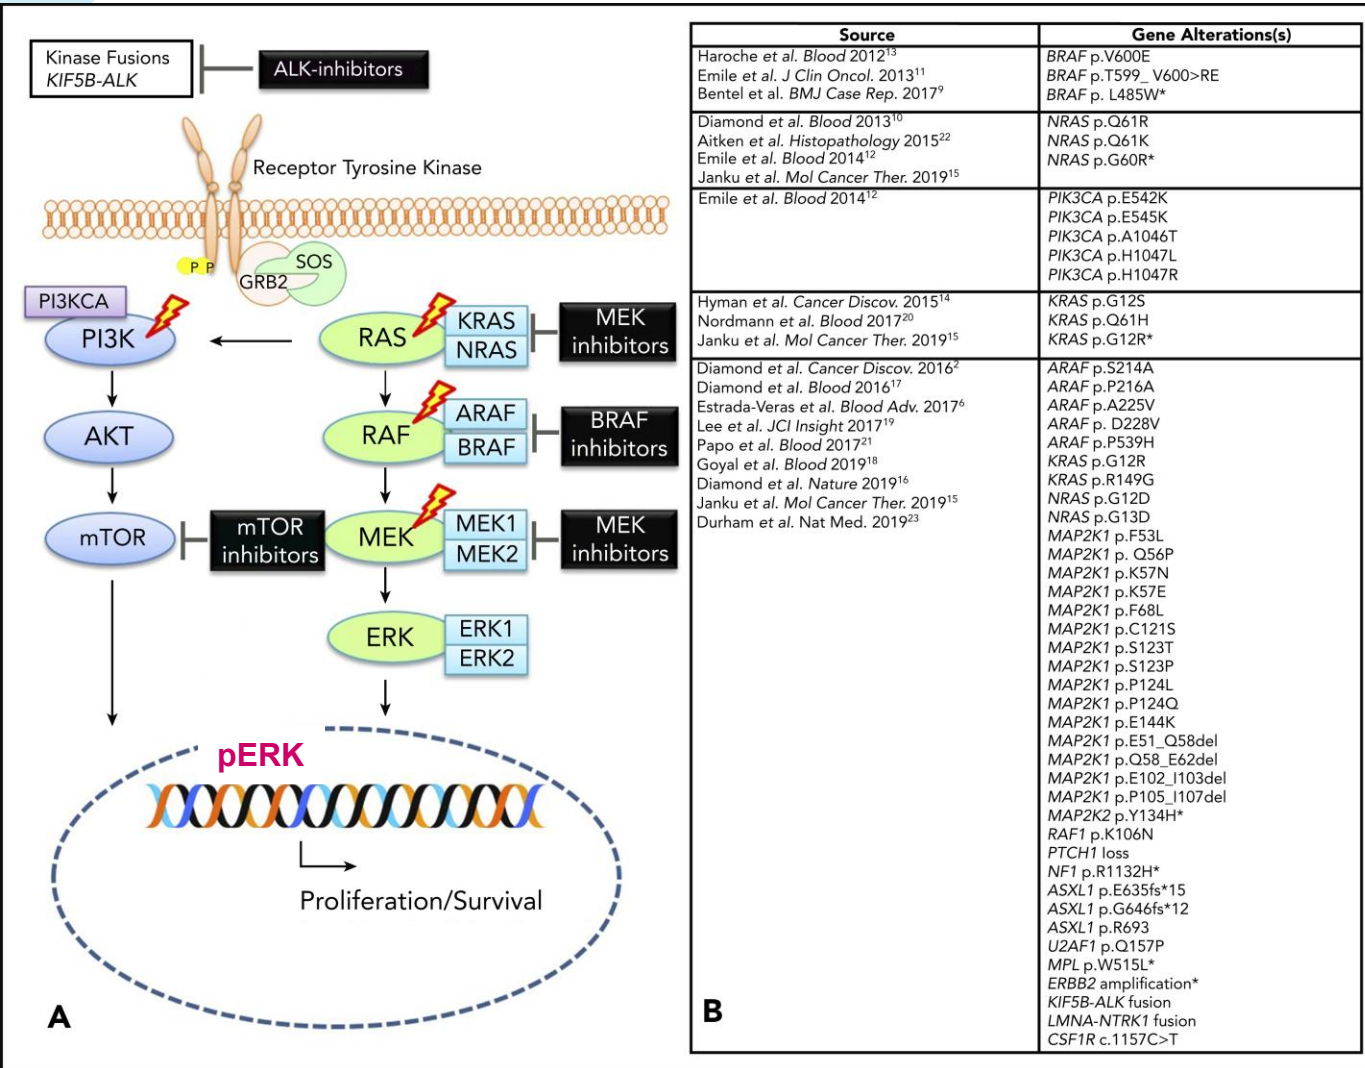 Kinase Fusions
KIF5B-ALK
ALK-inhibitors
Receptor Tyrosine Kinase
P P
GRB2
SOS
PI3KCA
PI3K
RAS
KRAS
NRAS
MEK
inhibitors
AKT
RAF
ARAF
BRAF
BRAF
inhibitors
mTOR
mTOR
inhibitors
MEK
MEK1
MEK2
MEK
inhibitors
ERK
ERK1
ERK2
pERK
Proliferation/Survival
A
Source
Gene Alterations(s)
Haroche et al. Blood 2012¹³
Emile et al. J Clin Oncol. 2013¹¹
Bentel et al. BMJ Case Rep. 2017⁹
BRAF p.V600E
BRAF p.T599_ V600>RE
BRAF p. L485W*
Diamond et al. Blood 2013¹⁰
Aitken et al. Histopathology 2015²²
Emile et al. Blood 2014¹²
Janku et al. Mol Cancer Ther. 2019¹⁵
NRAS p.Q61R
NRAS p.Q61K
NRAS p.G60R*
Emile et al. Blood 2014¹²
PIK3CA p.E542K
PIK3CA p.E545K
PIK3CA p.A1046T
PIK3CA p.H1047L
PIK3CA p.H1047R
Hyman et al. Cancer Discov. 2015¹⁴
Nordmann et al. Blood 2017²⁰
Janku et al. Mol Cancer Ther. 2019¹⁵
KRAS p.G12S
KRAS p.Q61H
KRAS p.G12R*
Diamond et al. Cancer Discov. 2016²
Diamond et al. Blood 2016¹⁷
Estrada-Veras et al. Blood Adv. 2017⁶
Lee et al. JCI Insight 2017¹⁹
Papo et al. Blood 2017²¹
Goyal et al. Blood 2019¹⁸
Diamond et al. Nature 2019¹⁶
Janku et al. Mol Cancer Ther. 2019¹⁵
Durham et al. Nat Med. 2019²³
ARAF p.S214A
ARAF p.P216A
ARAF p.A225V
ARAF p. D228V
ARAF p.P539H
KRAS p.G12R
KRAS p.R149G
NRAS p.G12D
NRAS p.G13D
MAP2K1 p.F53L
MAP2K1 p. Q56P
MAP2K1 p.K57N
MAP2K1 p.K57E
MAP2K1 p.F68L
MAP2K1 p.C121S
MAP2K1 p.S123T
MAP2K1 p.S123P
MAP2K1 p.P124L
MAP2K1 p.P124Q
MAP2K1 p.E144K
MAP2K1 p.E51_Q58del
MAP2K1 p.Q58_E62del
MAP2K1 p.E102_I103del
MAP2K1 p.P105_I107del
MAP2K2 p.Y134H*
RAF1 p.K106N
PTCH1 loss
NF1 p.R1132H*
ASXL1 p.E635fs*15
ASXL1 p.G646fs*12
ASXL1 p.R693
U2AF1 p.Q157P
MPL p.W515L*
ERBB2 amplification*
KIF5B-ALK fusion
LMNA-NTRK1 fusion
CSF1R c.1157C>T
B